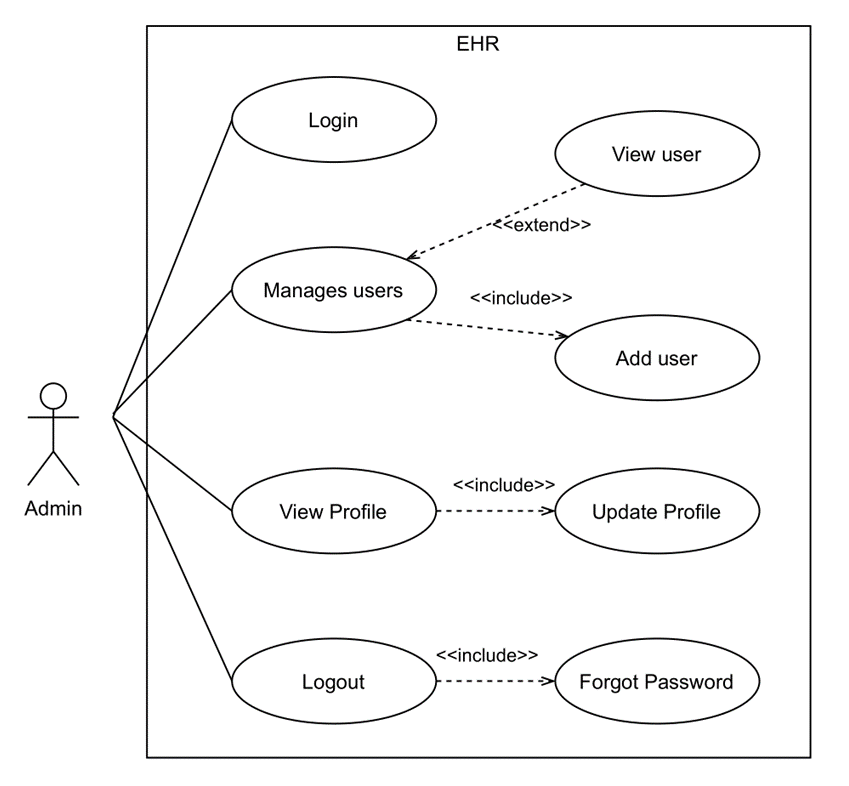 EHR
Login
View user
<<extend>>
Manages users
<<include>>
Add user
<<include>>
View Profile
Update Profile
Admin
<<include>>
Logout
Forgot Password